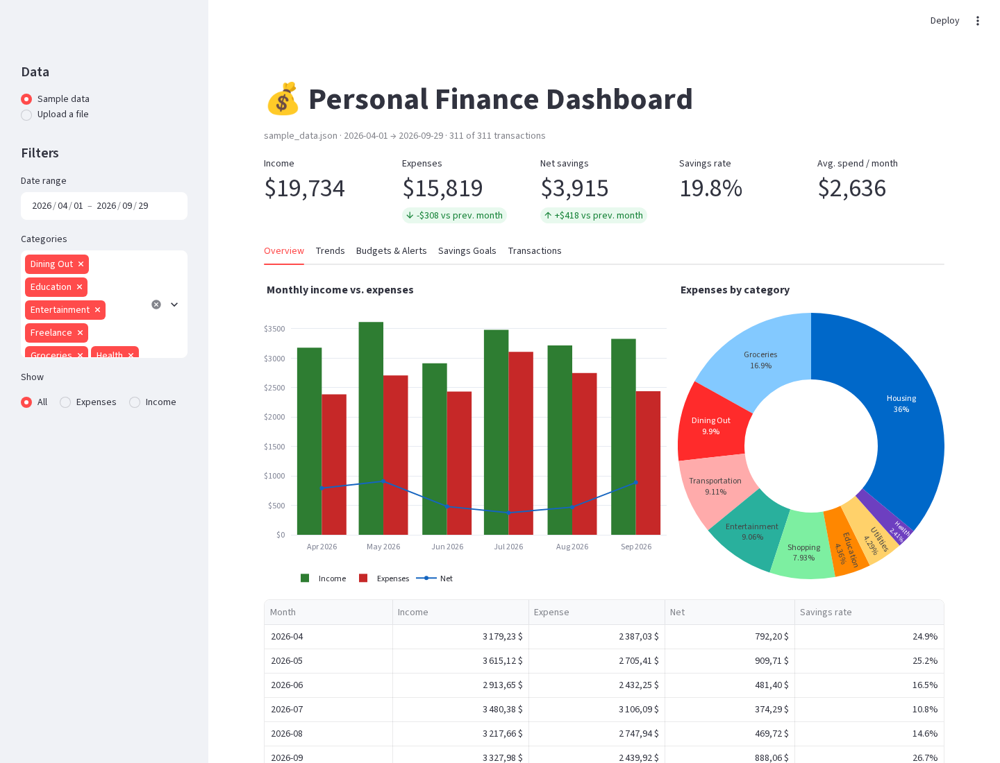 Deploy
Data
Sample data
Upload a file
Filters
Date range
2026 / 04 / 01 – 2026 / 09 / 29
Categories
Dining Out
Education
Entertainment
Freelance
Groceries Health
Show
All Expenses Income
💰 Personal Finance Dashboard
sample_data.json · 2026-04-01 → 2026-09-29 · 311 of 311 transactions
Income Expenses Net savings Savings rate Avg. spend / month
$19,734 $15,819 $3,915 19.8% $2,636
↓ -$308 vs prev. month ↑ +$418 vs prev. month
Overview Trends Budgets & Alerts Savings Goals Transactions
Monthly income vs. expenses
$3500
$3000
$2500
$2000
$1500
$1000
$500
$0
Apr 2026 May 2026 Jun 2026 Jul 2026 Aug 2026 Sep 2026
Income Expenses Net
Expenses by category
Groceries
16.9%
Housing
36%
Dining Out
9.9%
Transportation
9.11%
Entertainment
9.06%
Shopping
7.93%
Education
4.36%
Utilities
4.29%
Health
2.41%
Month Income Expense Net Savings rate
2026-04 3 179,23 $ 2 387,03 $ 792,20 $ 24.9%
2026-05 3 615,12 $ 2 705,41 $ 909,71 $ 25.2%
2026-06 2 913,65 $ 2 432,25 $ 481,40 $ 16.5%
2026-07 3 480,38 $ 3 106,09 $ 374,29 $ 10.8%
2026-08 3 217,66 $ 2 747,94 $ 469,72 $ 14.6%
2026-09 3 327,98 $ 2 439,92 $ 888,06 $ 26.7%